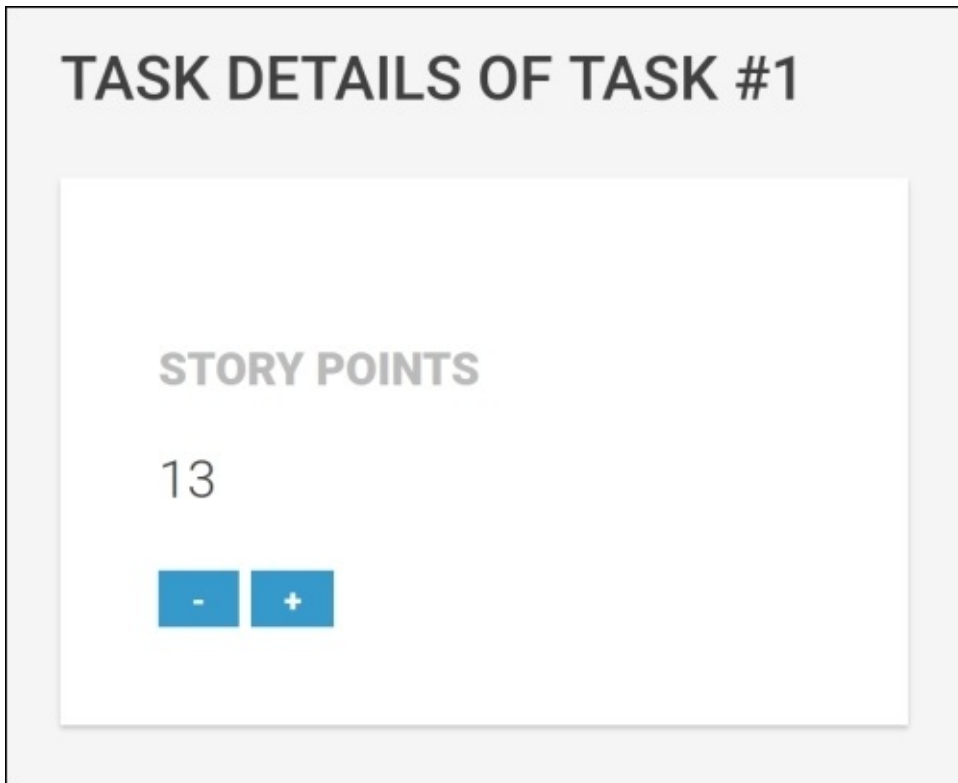 TASK DETAILS OF TASK #1
STORY POINTS
13
- +